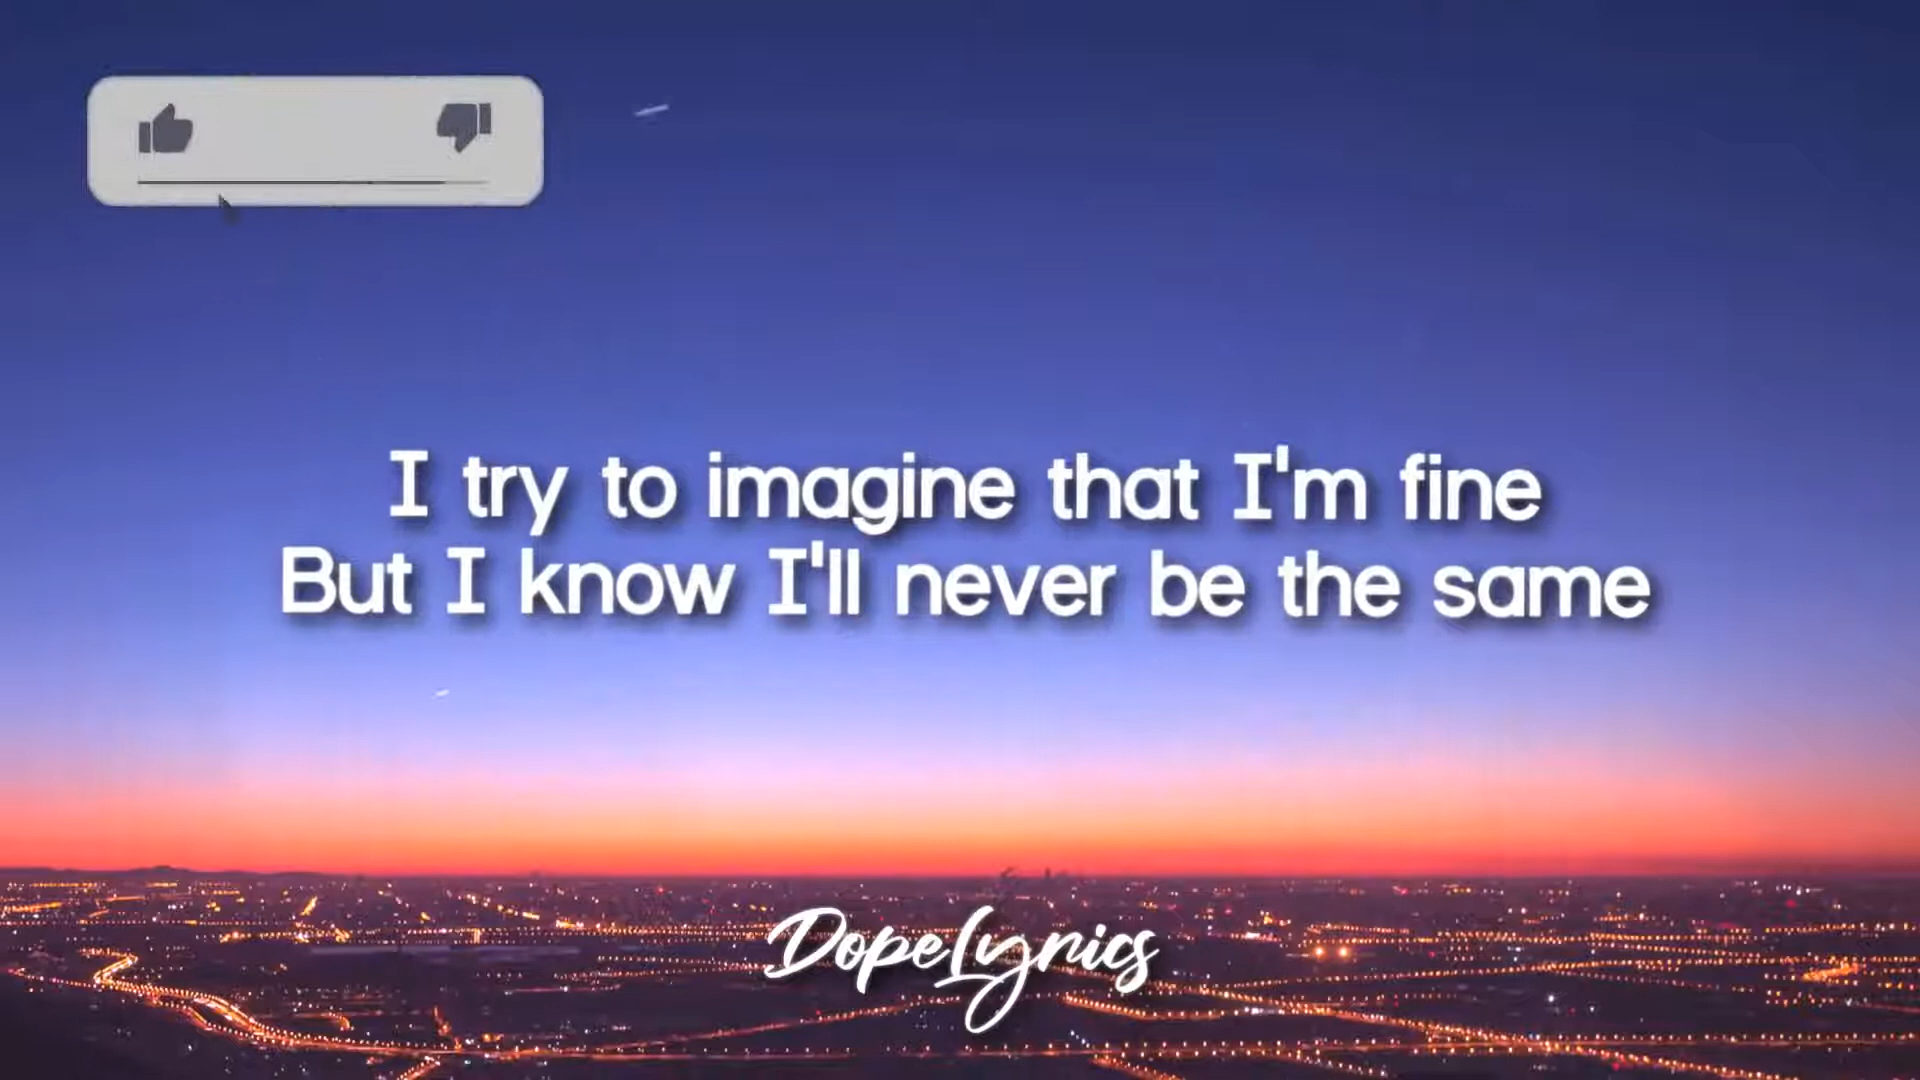 I try to imagine that I'm fine
But I know I'll never be the same
DopeLyrics